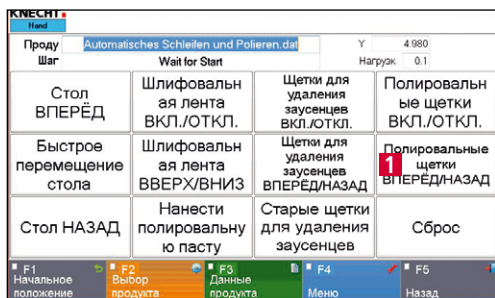 KNECHT
Hand
Проду Automatisches Schleifen und Polieren.dat Y 4.980
Шаг Wait for Start Нагрузк 0.1
Стол
ВПЕРЁД
Шлифовальн
ая лента
ВКЛ./ОТКЛ.
Щетки для
удаления
заусенцев
ВКЛ./ОТКЛ.
Полировальн
ые щетки
ВКЛ./ОТКЛ.
Быстрое
перемещение
стола
Шлифовальн
ая лента
ВВЕРХ/ВНИЗ
Щетки для
удаления
заусенцев
ВПЕРЁД/НАЗАД
Полировальные
щетки
ВПЕРЁД/НАЗАД
1
Стол НАЗАД
Нанести
полировальну
ю пасту
Старые щетки
для удаления
заусенцев
Сброс
F1
Начальное
положение
F2
Выбор
продукта
F3
Данные
продукта
F4
Меню
F5
Назад